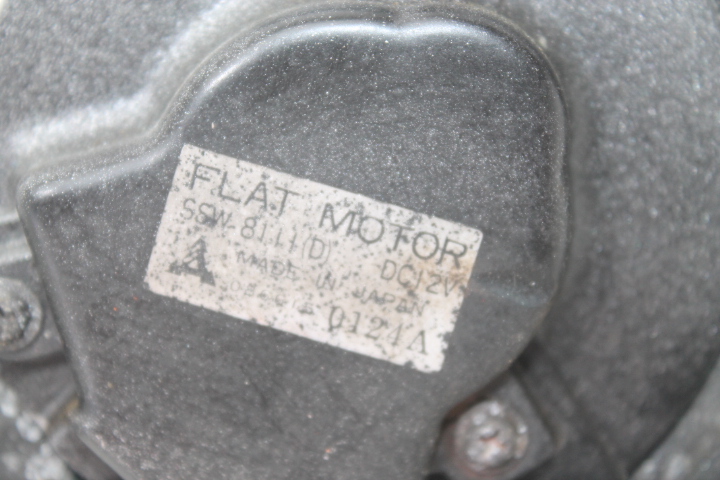 FLAT MOTOR
SSW-8111(D) DC12V
MADE IN JAPAN
0121A